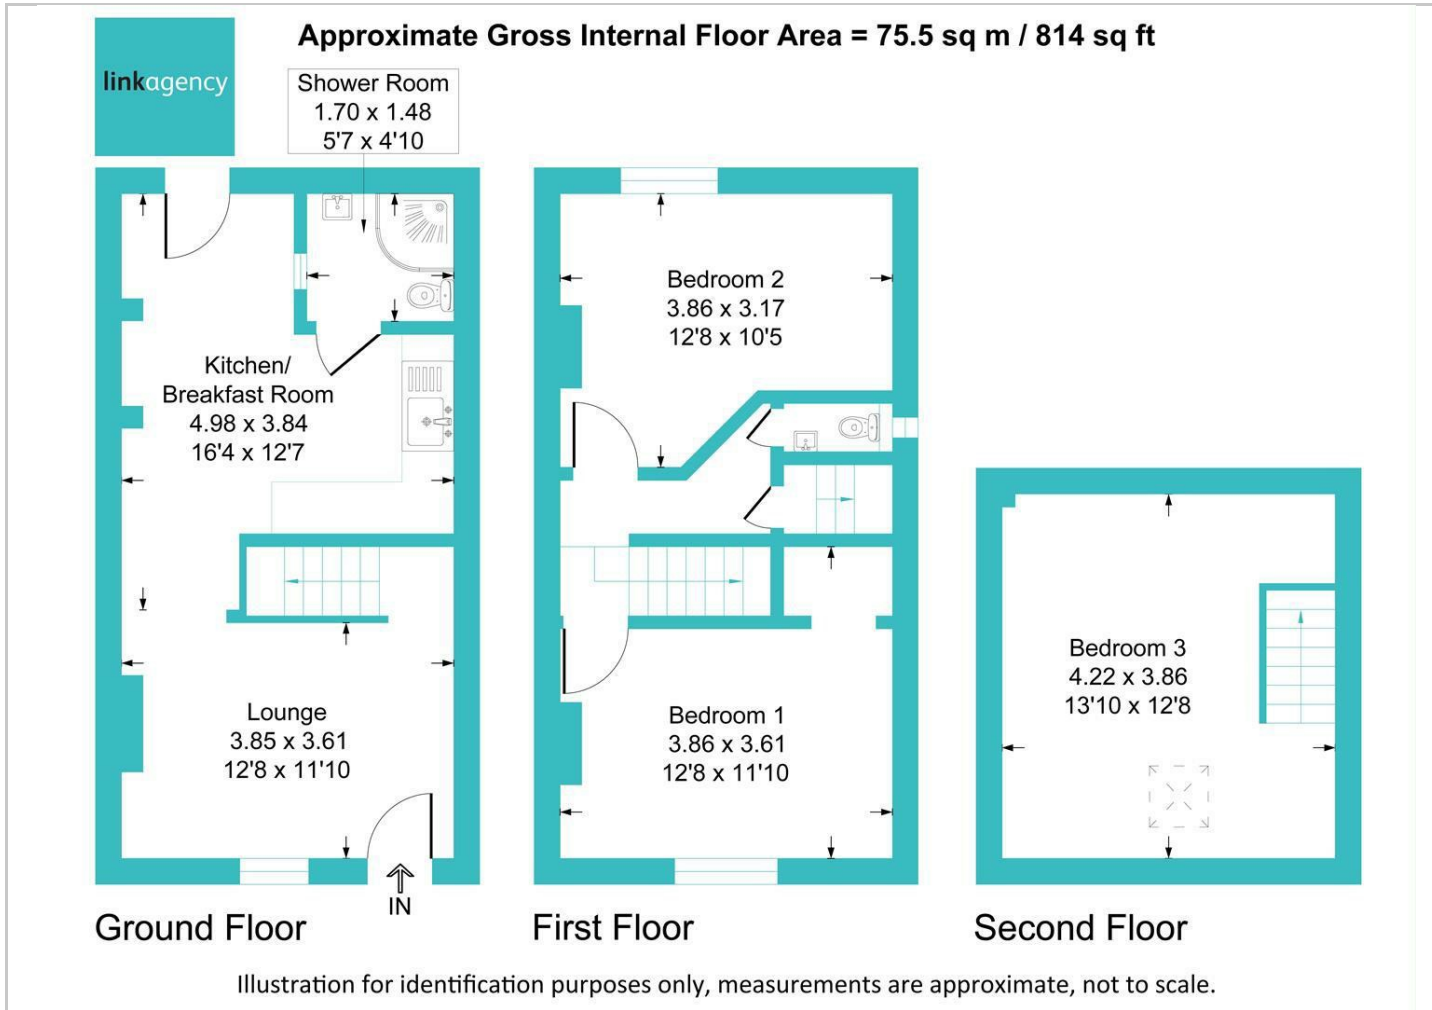 Approximate Gross Internal Floor Area = 75.5 sq m / 814 sq ft
linkagency
Shower Room
1.70 x 1.48
5'7 x 4'10
Kitchen/
Breakfast Room
4.98 x 3.84
16'4 x 12'7
Lounge
3.85 x 3.61
12'8 x 11'10
IN
Ground Floor
Bedroom 2
3.86 x 3.17
12'8 x 10'5
Bedroom 1
3.86 x 3.61
12'8 x 11'10
First Floor
Bedroom 3
4.22 x 3.86
13'10 x 12'8
Second Floor
Illustration for identification purposes only, measurements are approximate, not to scale.